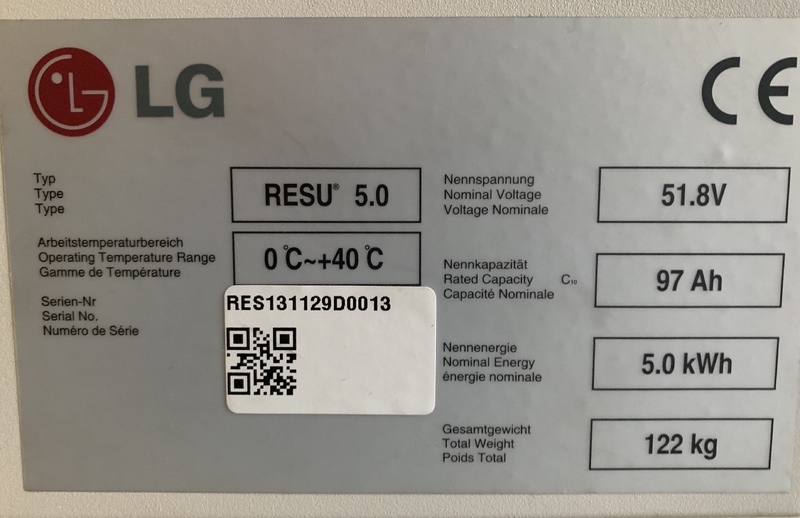 LG
CE
Typ
Type
Type
RESU® 5.0
Nennspannung
Nominal Voltage
Voltage Nominale
51.8V
Arbeitstemperaturbereich
Operating Temperature Range
Gamme de Température
0℃~+40℃
Nennkapazität
Rated Capacity C₁₀
Capacité Nominale
97 Ah
Serien-Nr
Serial No.
Numéro de Série
RES131129D0013
Nennenergie
Nominal Energy
énergie nominale
5.0 kWh
Gesamtgewicht
Total Weight
Poids Total
122 kg